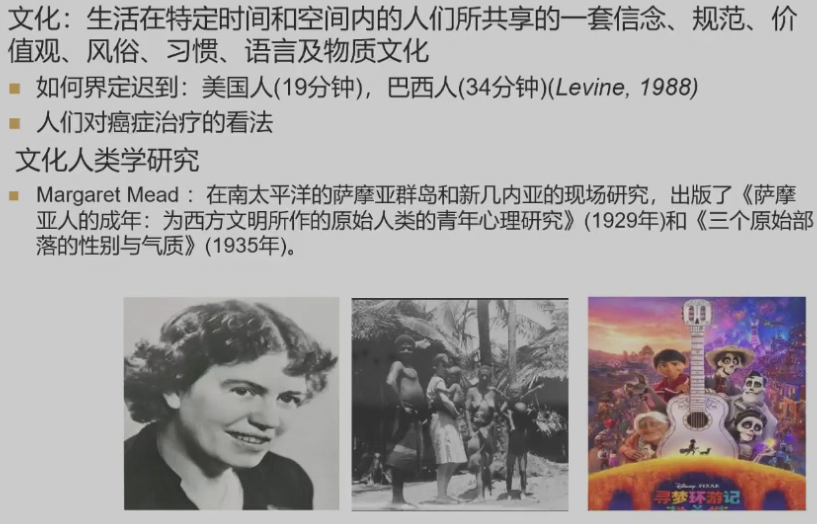 文化：生活在特定时间和空间内的人们所共享的一套信念、规范、价
值观、风俗、习惯、语言及物质文化
如何界定迟到：美国人(19分钟)，巴西人(34分钟)(Levine, 1988)
人们对癌症治疗的看法
文化人类学研究
Margaret Mead ：在南太平洋的萨摩亚群岛和新几内亚的现场研究，出版了《萨摩
亚人的成年：为西方文明所作的原始人类的青年心理研究》(1929年)和《三个原始部
落的性别与气质》(1935年)。
Disney PIXAR
寻梦环游记